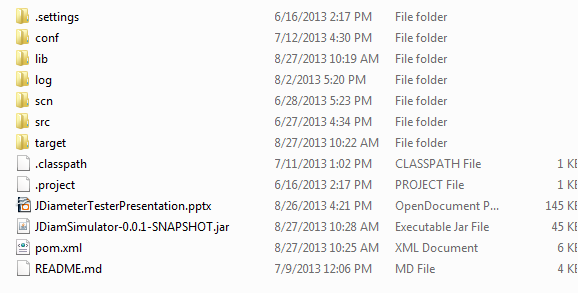 .settings 6/16/2013 2:17 PM File folder
conf 7/12/2013 4:30 PM File folder
lib 8/27/2013 10:19 AM File folder
log 8/2/2013 5:20 PM File folder
scn 6/28/2013 5:23 PM File folder
src 6/27/2013 4:34 PM File folder
target 8/27/2013 10:22 AM File folder
.classpath 7/11/2013 1:02 PM CLASSPATH File 1 KB
.project 6/16/2013 2:17 PM PROJECT File 1 KB
JDiameterTesterPresentation.pptx 8/26/2013 4:21 PM OpenDocument P... 145 KB
JDiamSimulator-0.0.1-SNAPSHOT.jar 8/27/2013 10:28 AM Executable Jar File 45 KB
pom.xml 8/27/2013 10:25 AM XML Document 6 KB
README.md 7/9/2013 12:06 PM MD File 4 KB